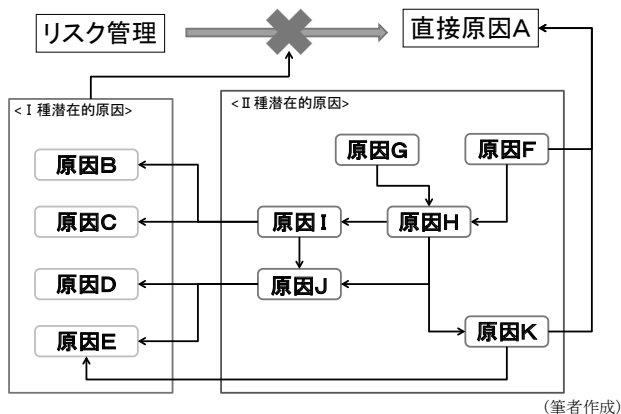 リスク管理
直接原因A
<Ⅰ種潜在的原因>
<Ⅱ種潜在的原因>
原因B
原因G
原因F
原因C
原因I
原因H
原因D
原因J
原因E
原因K
(筆者作成)